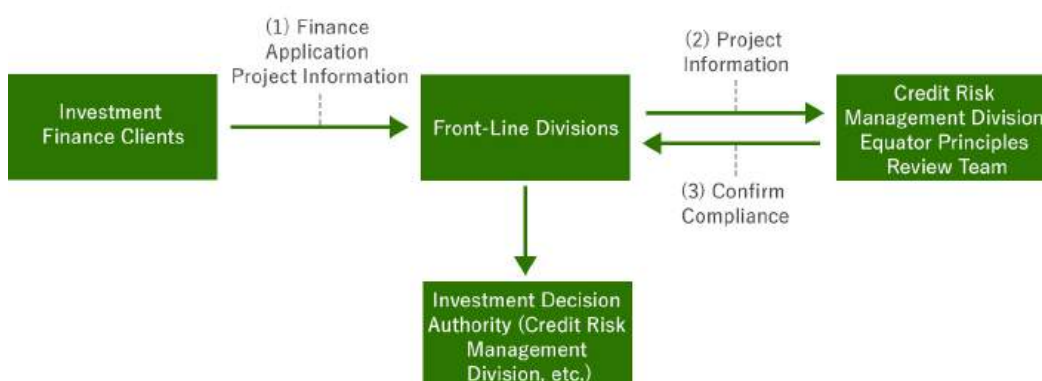 (1) Finance
Application
Project Information
(2) Project
Information
Investment
Finance Clients
Front-Line Divisions
Credit Risk
Management Division
Equator Principles
Review Team
(3) Confirm
Compliance
Investment Decision
Authority (Credit Risk
Management
Division, etc.)